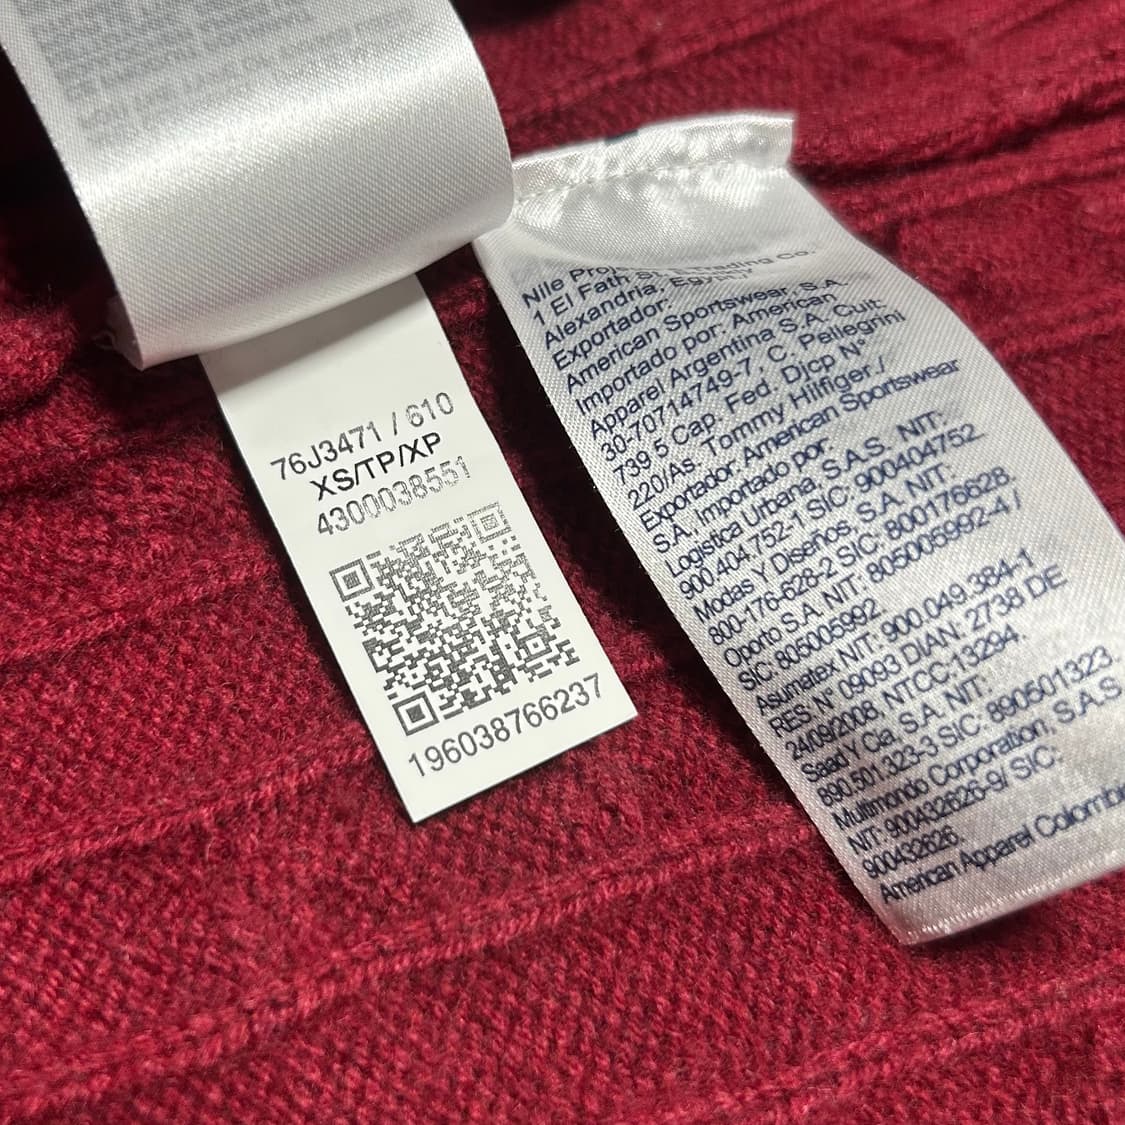 76J3471 / 610
XS/TP/XP
4300038551
196038766237
Nile Proj
1 El Fath St. E Trading Co.
Alexandria, Egypt
Exportador:
American Sportswear, S.A.
Importado por: American
Apparel Argentina S.A. Cuit:
30-70714749-7, C. Pellegrini
739 5 Cap. Fed. Djcp N°
220/As. Tommy Hilfiger /
Exportador. American Sportswear
S.A, Importado por:
Logistica Urbana, S.A.S. NIT:
900.404.752-1 SIC: 900404752.
Modas Y Diseños, S.A. NIT:
800-176-628-2 SIC: 800176628.
Oporto S.A NIT: 805005992-4 /
SIC: 805005992
Asumatex NIT: 900.049.384-1
RES N° 09093 DIAN. 2738 DE
24/09/2008, NTCC:13294.
Saad Y Cia, S.A. NIT:
890.501.323-3 SIC: 890501323.
Multimondo Corporation, S.A.S
NIT: 900432626-9/ SIC:
900432626.
American Apparel Colombi